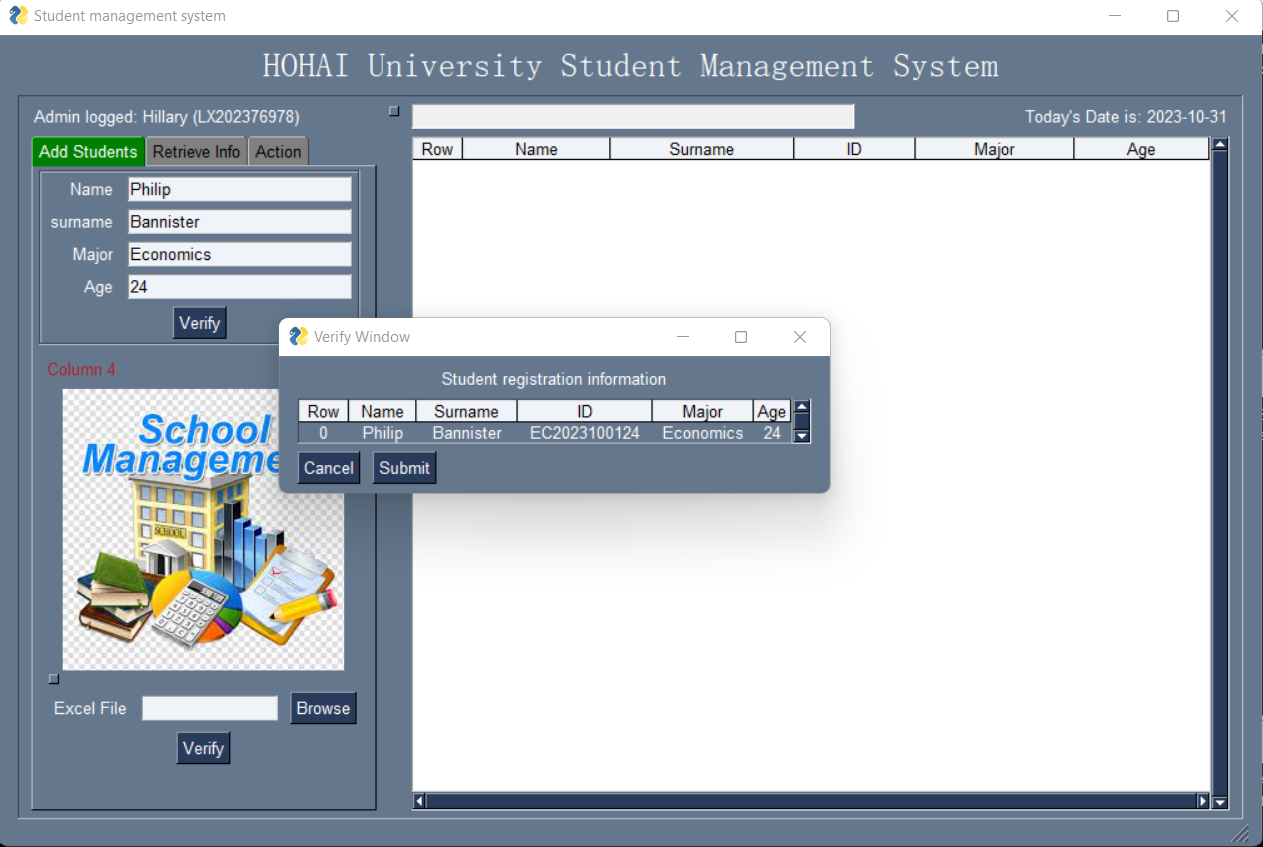 Student management system
HOHAI University Student Management System
Admin logged: Hillary (LX202376978)
Today's Date is: 2023-10-31
Add Students Retrieve Info Action
Name Philip
surname Bannister
Major Economics
Age 24
Verify
Row Name Surname ID Major Age
Verify Window
Student registration information
Row Name Surname ID Major Age
0 Philip Bannister EC2023100124 Economics 24
Cancel Submit
Column 4
School
Manageme
SCHOOL
Excel File Browse
Verify